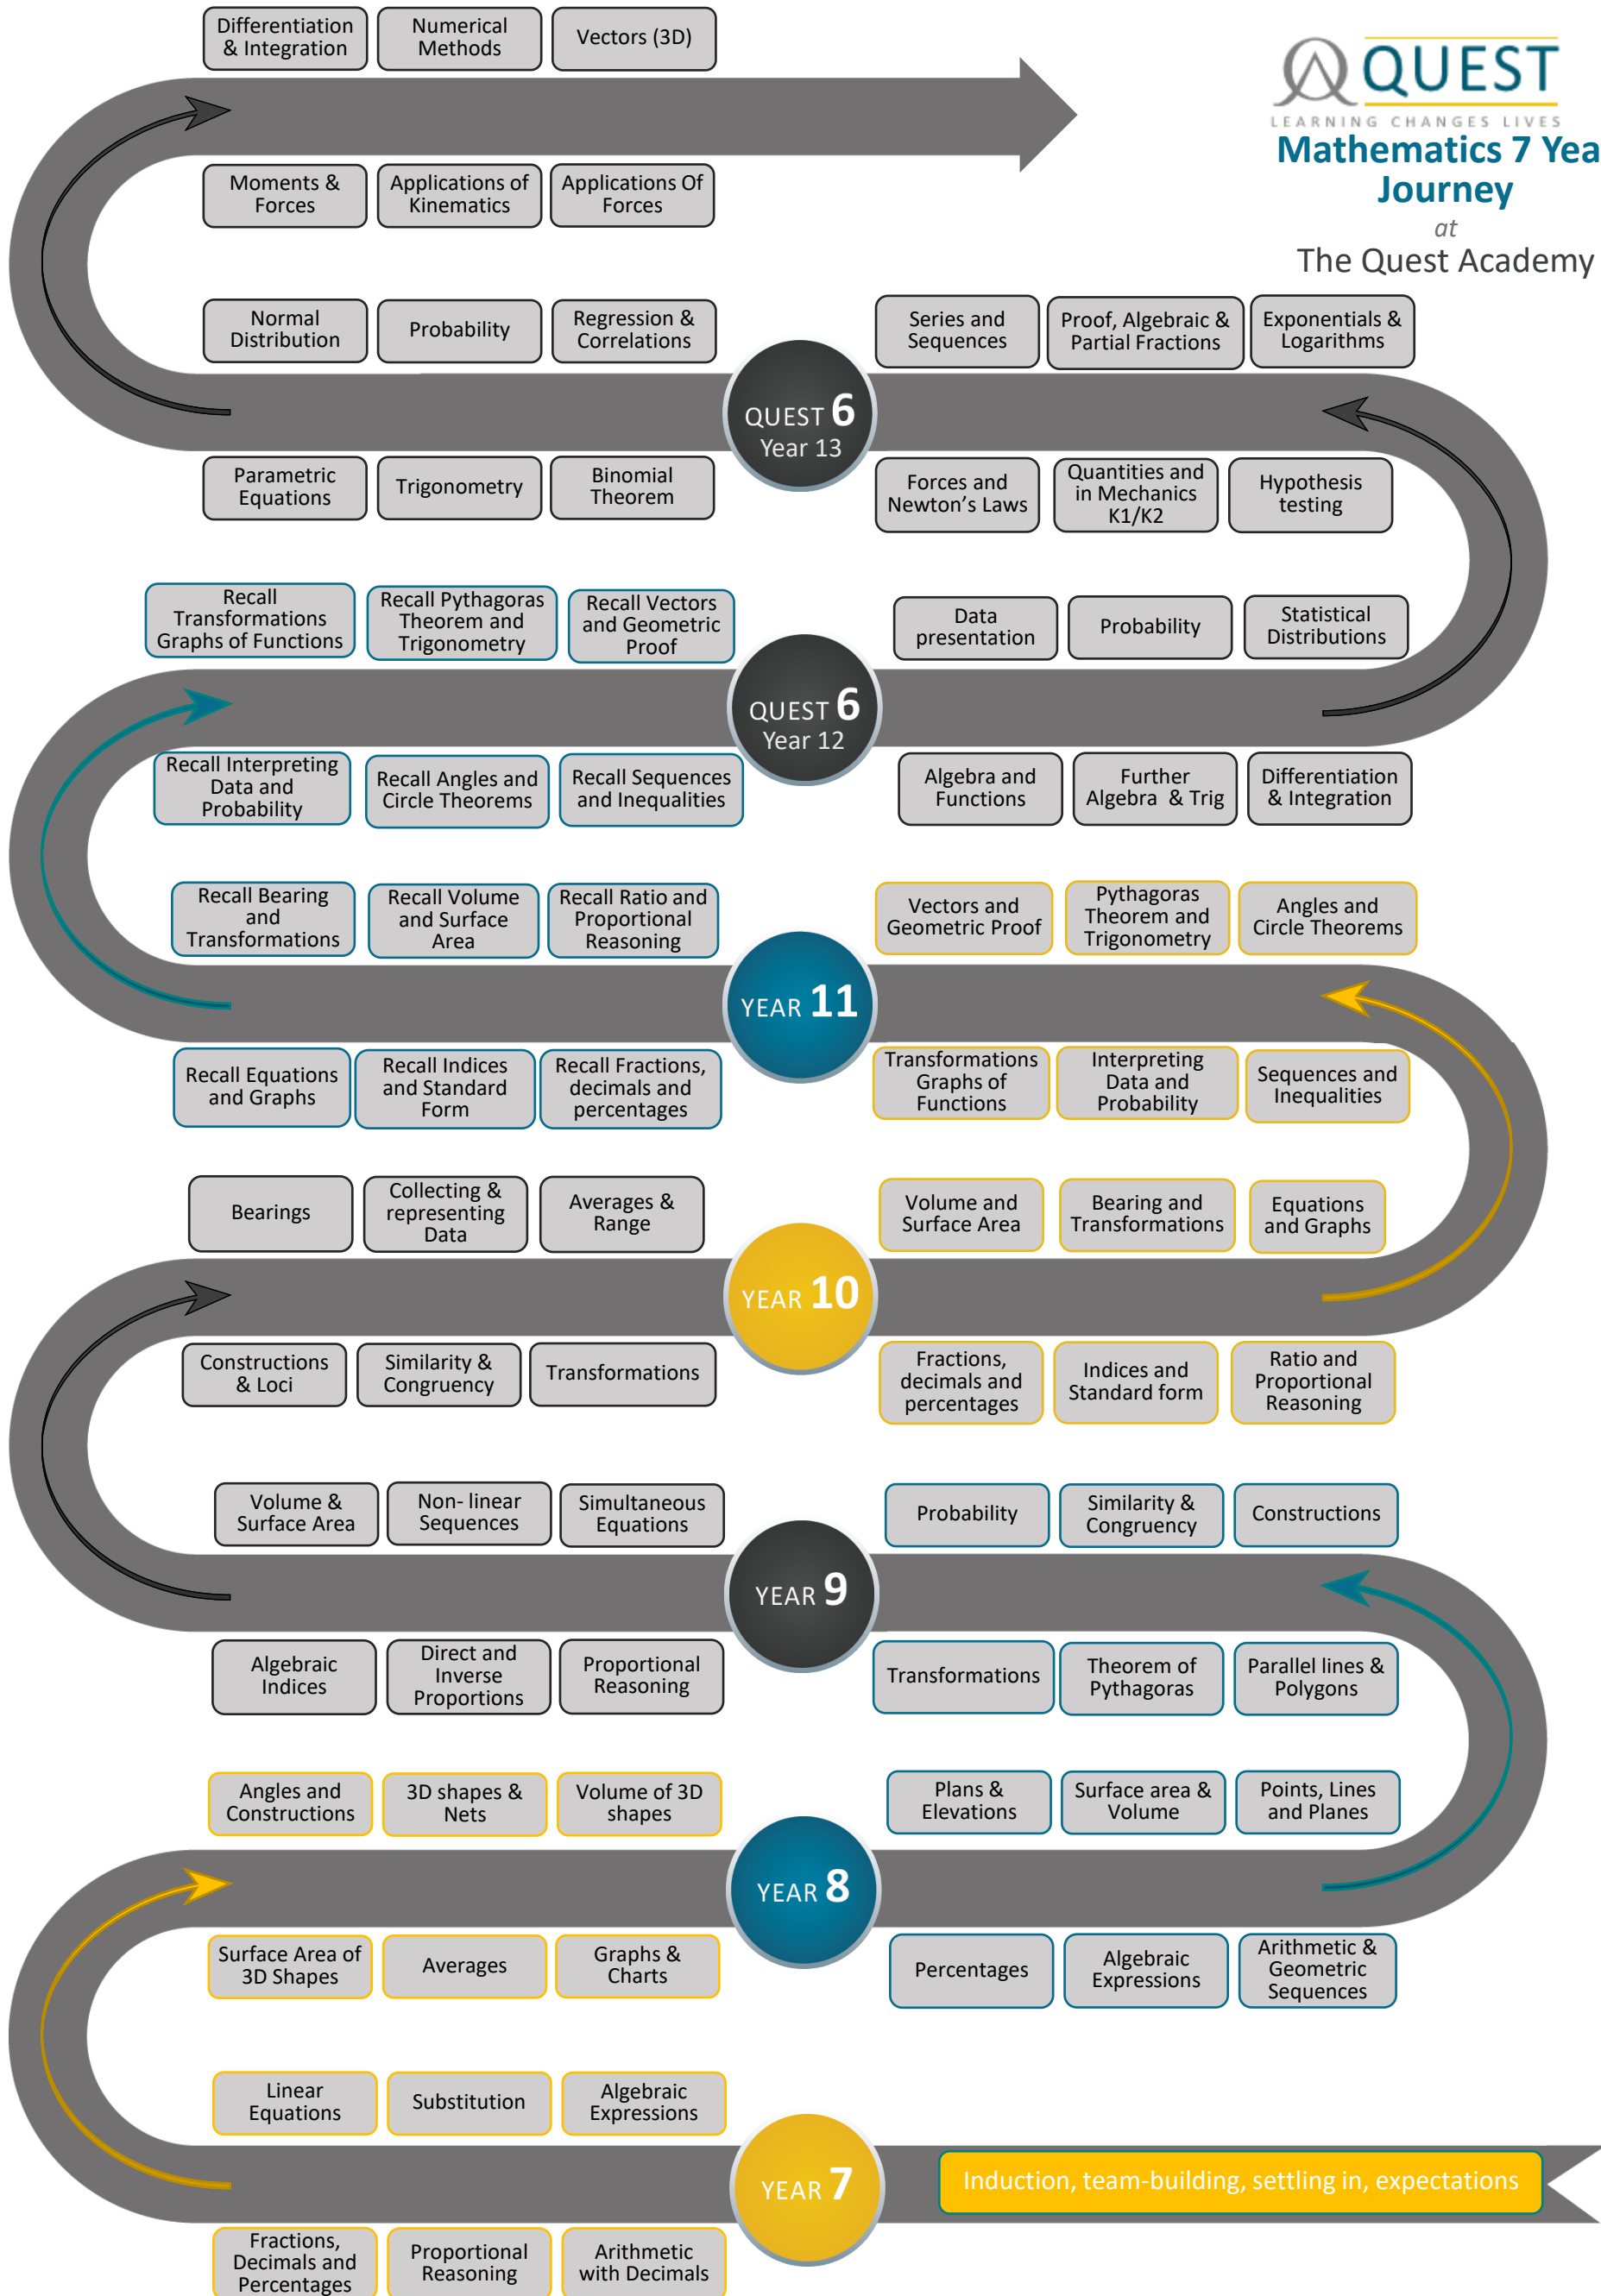 Differentiation
& Integration
Numerical
Methods
Vectors (3D)
QUEST
LEARNING CHANGES LIVES
Mathematics 7 Yea
Journey
at
The Quest Academy
Moments &
Forces
Applications of
Kinematics
Applications Of
Forces
Normal
Distribution
Probability
Regression &
Correlations
Series and
Sequences
Proof, Algebraic &
Partial Fractions
Exponentials &
Logarithms
QUEST 6
Year 13
Parametric
Equations
Trigonometry
Binomial
Theorem
Forces and
Newton's Laws
Quantities and
in Mechanics
K1/K2
Hypothesis
testing
Recall
Transformations
Graphs of Functions
Recall Pythagoras
Theorem and
Trigonometry
Recall Vectors
and Geometric
Proof
Data
presentation
Probability
Statistical
Distributions
QUEST 6
Year 12
Recall Interpreting
Data and
Probability
Recall Angles and
Circle Theorems
Recall Sequences
and Inequalities
Algebra and
Functions
Further
Algebra & Trig
Differentiation
& Integration
Recall Bearing
and
Transformations
Recall Volume
and Surface
Area
Recall Ratio and
Proportional
Reasoning
Vectors and
Geometric Proof
Pythagoras
Theorem and
Trigonometry
Angles and
Circle Theorems
YEAR 11
Recall Equations
and Graphs
Recall Indices
and Standard
Form
Recall Fractions,
decimals and
percentages
Transformations
Graphs of
Functions
Interpreting
Data and
Probability
Sequences and
Inequalities
Bearings
Collecting &
representing
Data
Averages &
Range
Volume and
Surface Area
Bearing and
Transformations
Equations
and Graphs
YEAR 10
Constructions
& Loci
Similarity &
Congruency
Transformations
Fractions,
decimals and
percentages
Indices and
Standard form
Ratio and
Proportional
Reasoning
Volume &
Surface Area
Non- linear
Sequences
Simultaneous
Equations
Probability
Similarity &
Congruency
Constructions
YEAR 9
Algebraic
Indices
Direct and
Inverse
Proportions
Proportional
Reasoning
Transformations
Theorem of
Pythagoras
Parallel lines &
Polygons
Angles and
Constructions
3D shapes &
Nets
Volume of 3D
shapes
Plans &
Elevations
Surface area &
Volume
Points, Lines
and Planes
YEAR 8
Surface Area of
3D Shapes
Averages
Graphs &
Charts
Percentages
Algebraic
Expressions
Arithmetic &
Geometric
Sequences
Linear
Equations
Substitution
Algebraic
Expressions
YEAR 7
Induction, team-building, settling in, expectations
Fractions,
Decimals and
Percentages
Proportional
Reasoning
Arithmetic
with Decimals